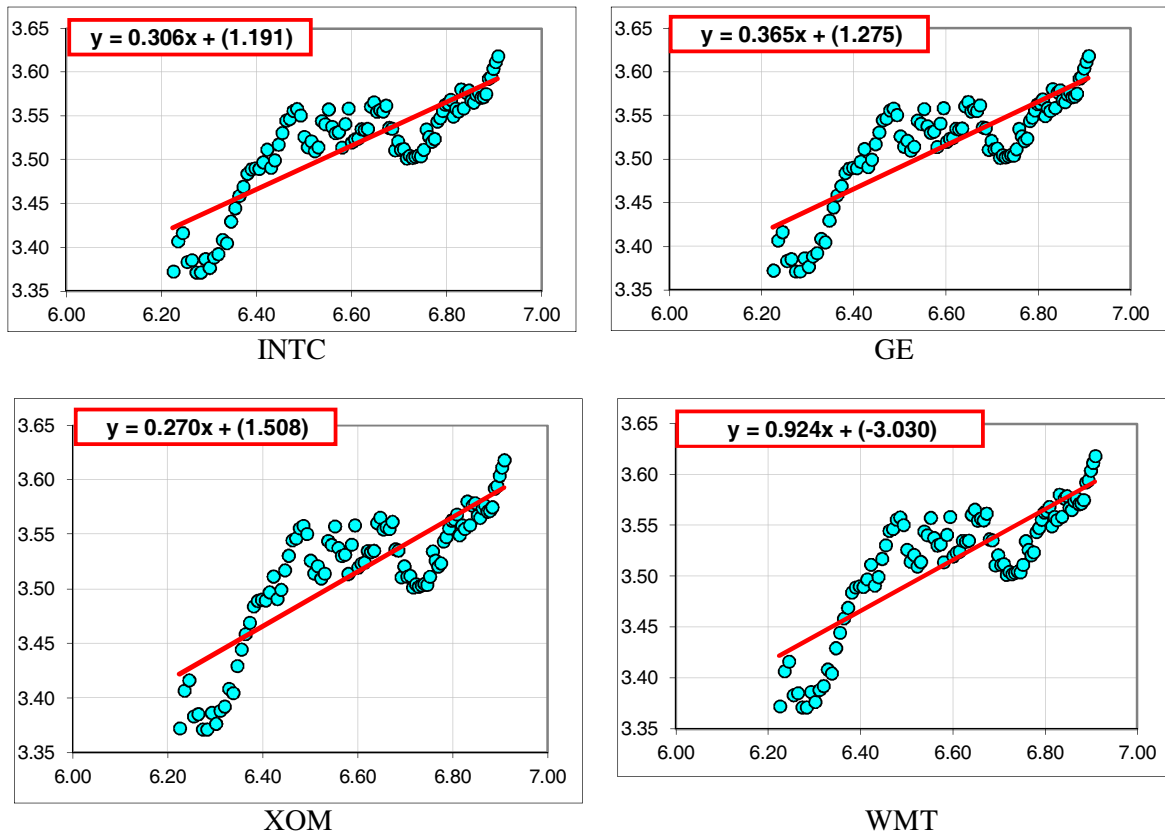 y = 0.306x + (1.191)
3.65
3.60
3.55
3.50
3.45
3.40
3.35
6.00 6.20 6.40 6.60 6.80 7.00
INTC
y = 0.365x + (1.275)
3.65
3.60
3.55
3.50
3.45
3.40
3.35
6.00 6.20 6.40 6.60 6.80 7.00
GE
y = 0.270x + (1.508)
3.65
3.60
3.55
3.50
3.45
3.40
3.35
6.00 6.20 6.40 6.60 6.80 7.00
XOM
y = 0.924x + (-3.030)
3.65
3.60
3.55
3.50
3.45
3.40
3.35
6.00 6.20 6.40 6.60 6.80 7.00
WMT